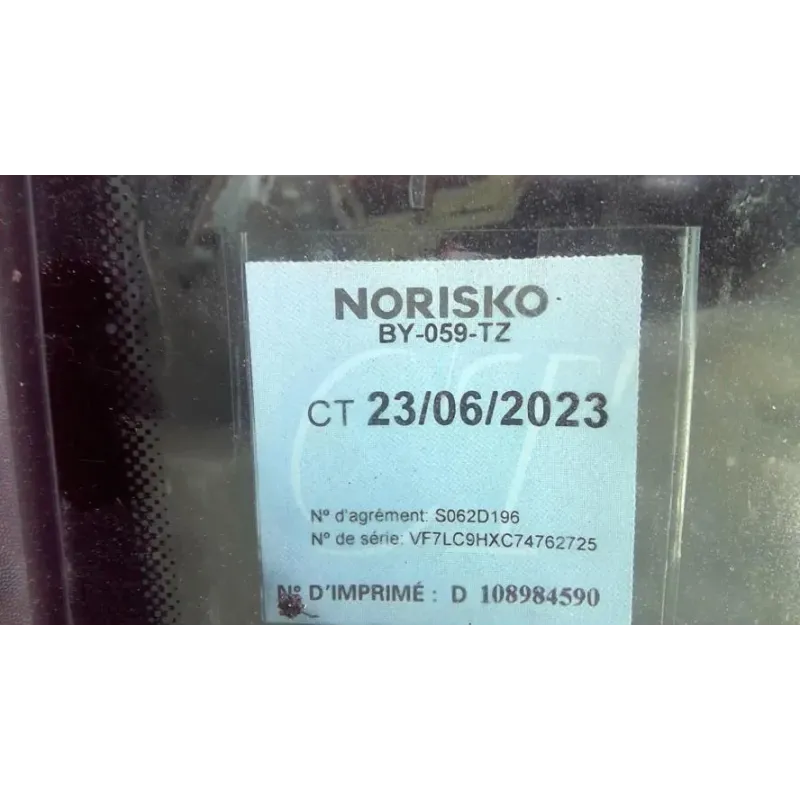 NORISKO
BY-059-TZ
CT 23/06/2023
N° d'agrément: S062D196
N° de série: VF7LC9HXC74762725
N° D'IMPRIMÉ : D 108984590